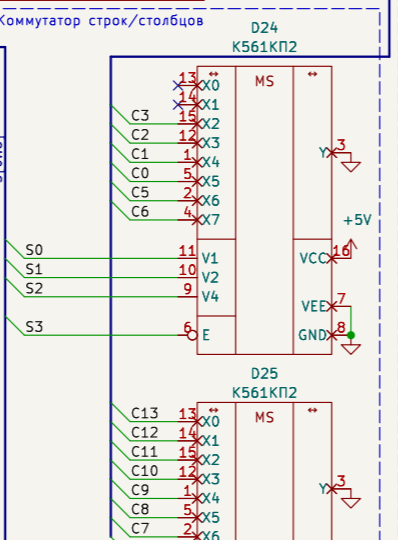 Коммутатор строк/столбцов
D24
К561КП2
MS
13 X0
14 X1
C3 15 X2
C2 12 X3
C1 1 X4
C0 5 X5
C5 2 X6
C6 4 X7
Y 3
+5V
S0 11 V1
VCC 16
S1 10 V2
S2 9 V4
VEE 7
S3 6 E
GND 8
D25
К561КП2
MS
C13 13 X0
C12 14 X1
C11 15 X2
C10 12 X3
C9 1 X4
Y 3
C8 5 X5
C7 2 X6